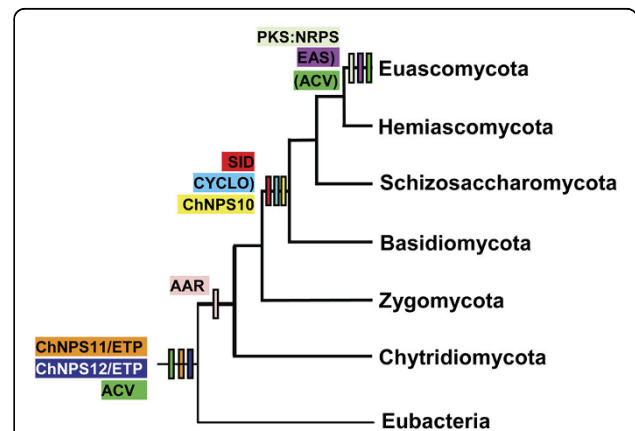 PKS:NRPS
EAS)
(ACV)
Euascomycota
Hemiascomycota
SID
CYCLO)
ChNPS10
Schizosaccharomycota
Basidiomycota
AAR
Zygomycota
ChNPS11/ETP
ChNPS12/ETP
ACV
Chytridiomycota
Eubacteria